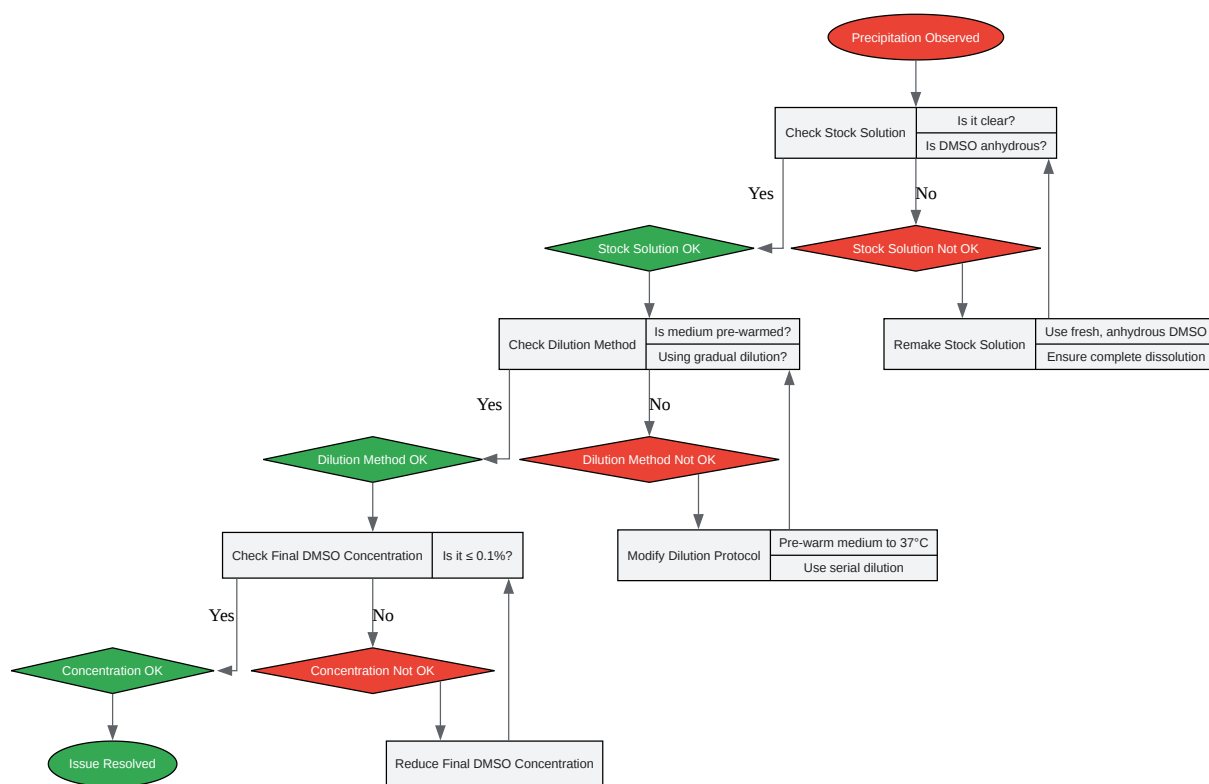 Precipitation Observed
Check Stock Solution
Is it clear?
Is DMSO anhydrous?
Yes
No
Stock Solution OK
Stock Solution Not OK
Check Dilution Method
Is medium pre-warmed?
Using gradual dilution?
Remake Stock Solution
Use fresh, anhydrous DMSO
Ensure complete dissolution
Yes
No
Dilution Method OK
Dilution Method Not OK
Check Final DMSO Concentration
Is it ≤ 0.1%?
Modify Dilution Protocol
Pre-warm medium to 37°C
Use serial dilution
Yes
No
Concentration OK
Concentration Not OK
Issue Resolved
Reduce Final DMSO Concentration